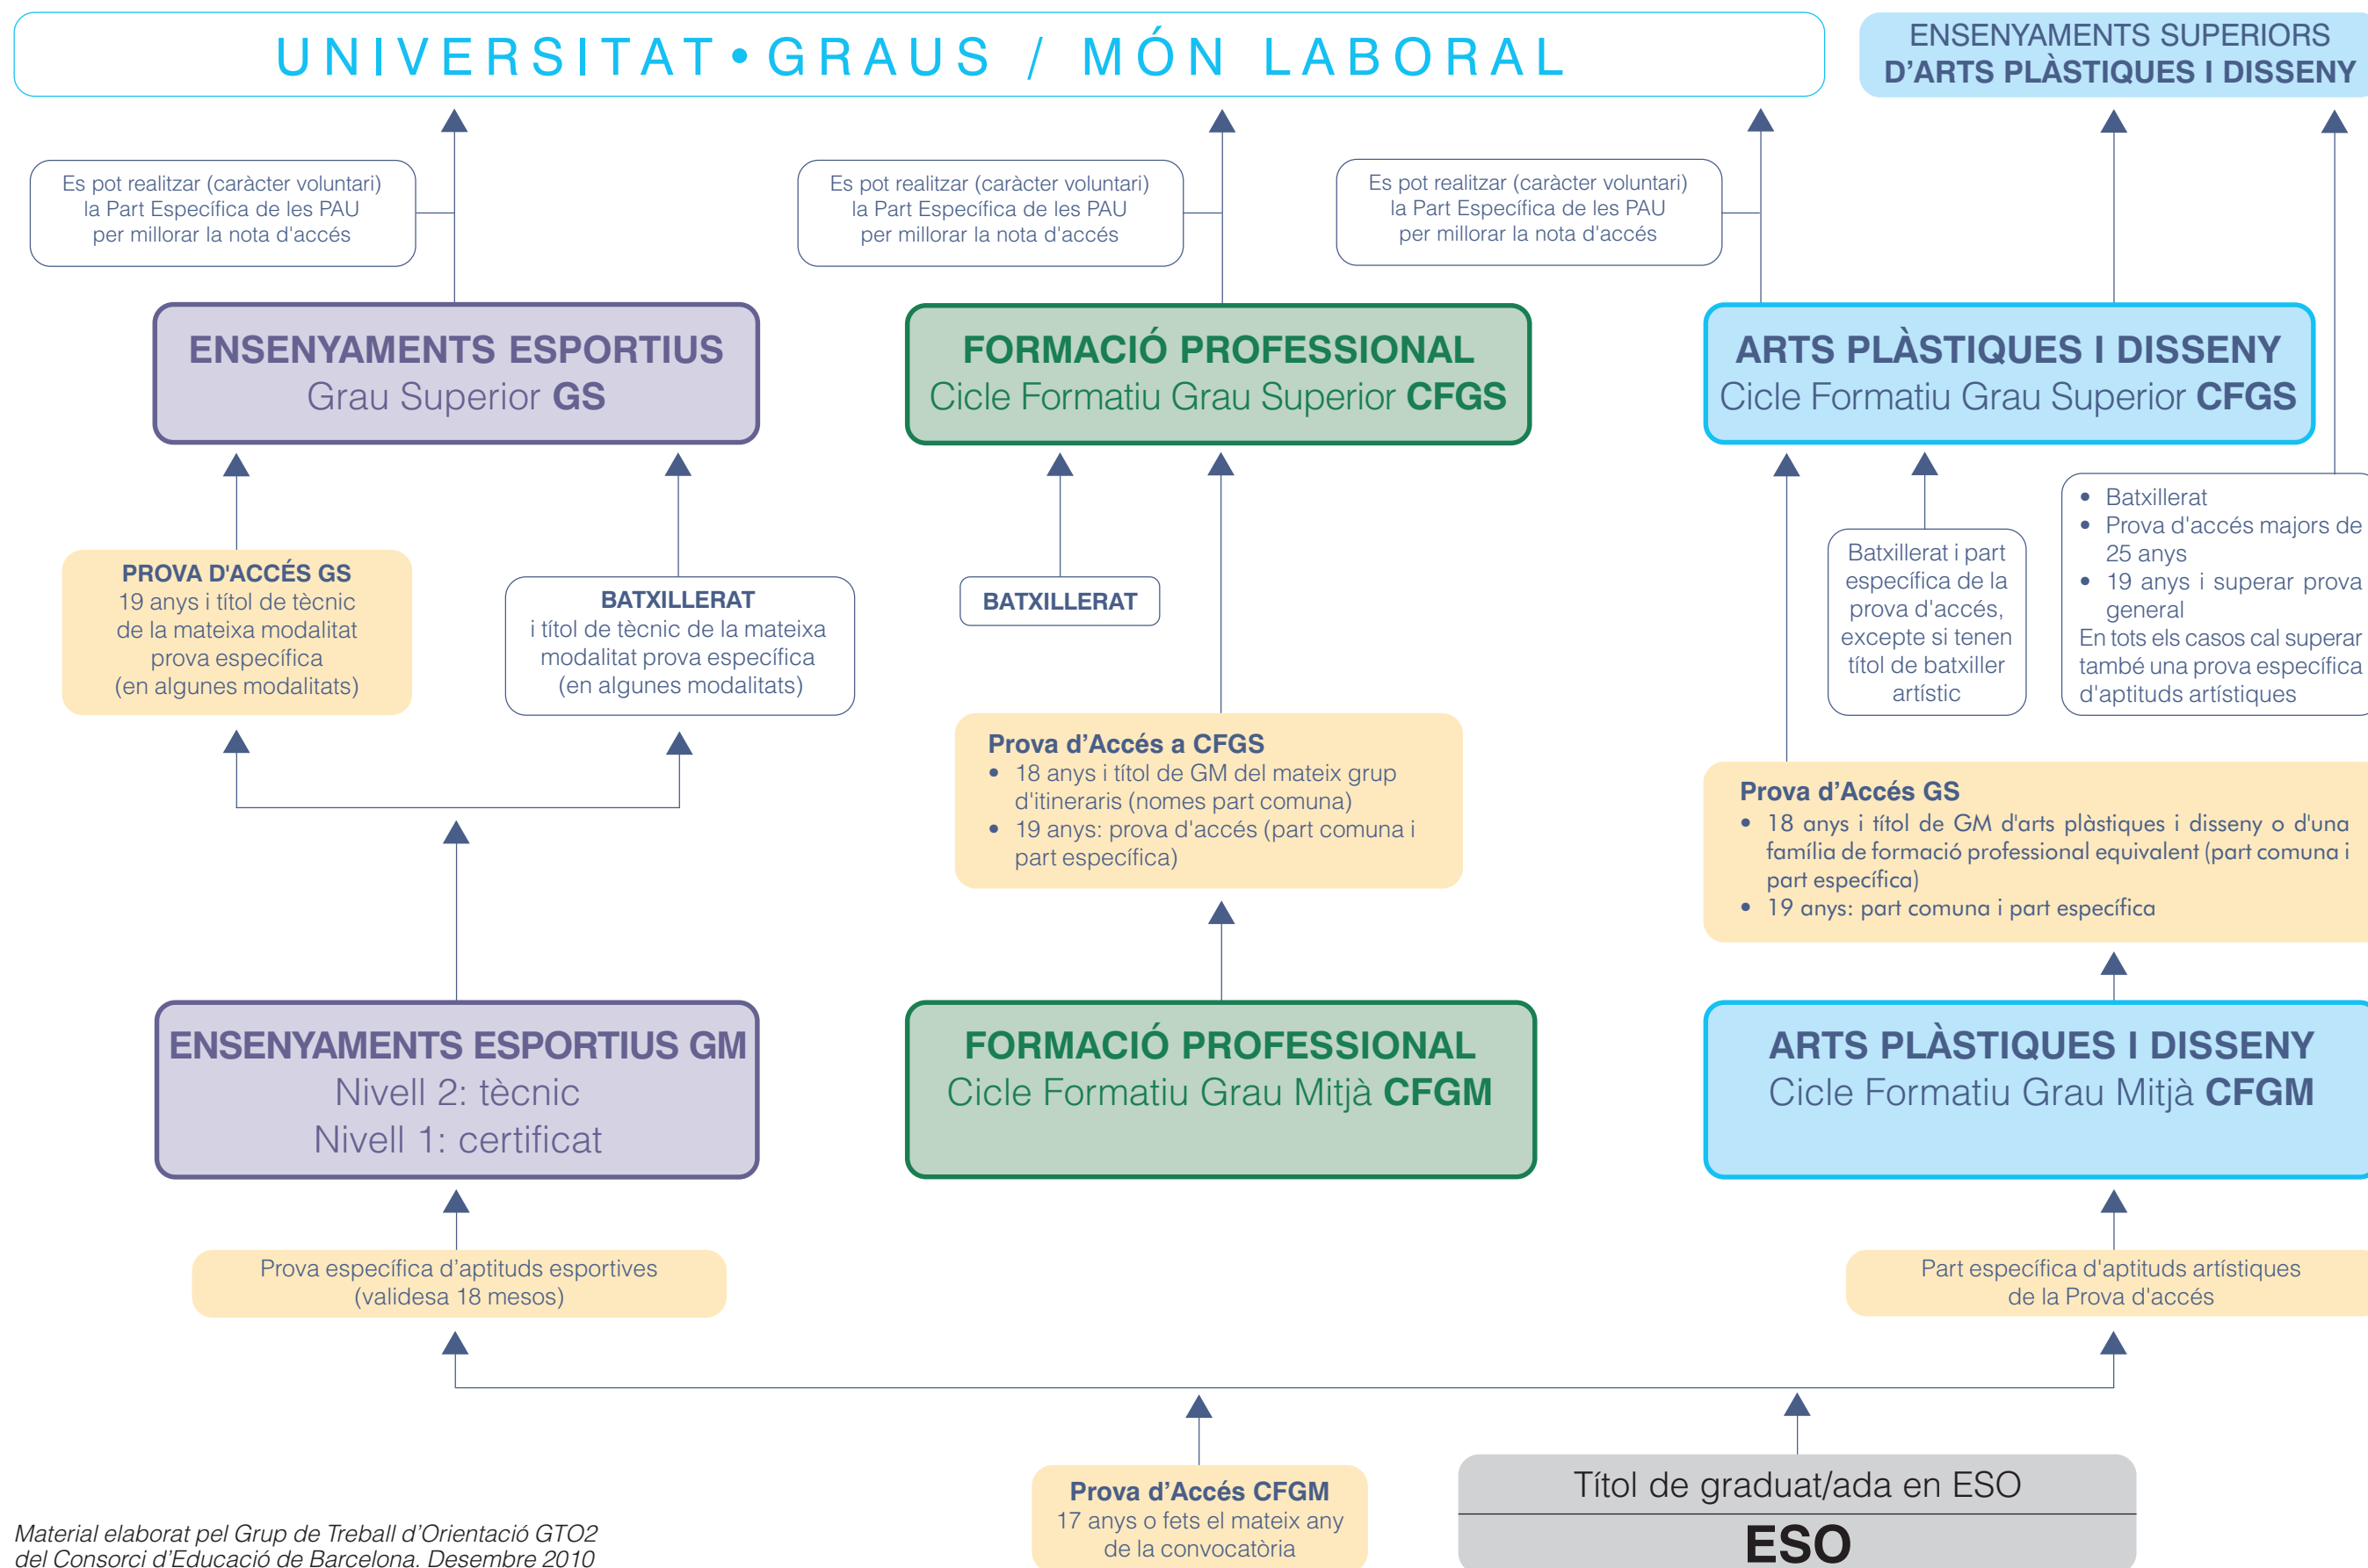 UNIVERSITAT•GRAUS / MÓN LABORAL
ENSENYAMENTS SUPERIORS
D’ARTS PLÀSTIQUES I DISSENY
Es pot realitzar (caràcter voluntari)
la Part Específica de les PAU
per millorar la nota d'accés
Es pot realitzar (caràcter voluntari)
la Part Específica de les PAU
per millorar la nota d'accés
Es pot realitzar (caràcter voluntari)
la Part Específica de les PAU
per millorar la nota d'accés
ENSENYAMENTS ESPORTIUS
Grau Superior GS
FORMACIÓ PROFESSIONAL
Cicle Formatiu Grau Superior CFGS
ARTS PLÀSTIQUES I DISSENY
Cicle Formatiu Grau Superior CFGS
PROVA D'ACCÉS GS
19 anys i títol de tècnic
de la mateixa modalitat
prova específica
(en algunes modalitats)
BATXILLERAT
i títol de tècnic de la mateixa
modalitat prova específica
(en algunes modalitats)
BATXILLERAT
Batxillerat i part
específica de la
prova d'accés,
excepte si tenen
títol de batxiller
artístic
• Batxillerat
• Prova d'accés majors de
25 anys
• 19 anys i superar prova
general
En tots els casos cal superar
també una prova específica
d'aptituds artístiques
Prova d’Accés a CFGS
• 18 anys i títol de GM del mateix grup
d'itineraris (nomes part comuna)
• 19 anys: prova d'accés (part comuna i
part específica)
Prova d’Accés GS
• 18 anys i títol de GM d'arts plàstiques i disseny o d'una
família de formació professional equivalent (part comuna i
part específica)
• 19 anys: part comuna i part específica
ENSENYAMENTS ESPORTIUS GM
Nivell 2: tècnic
Nivell 1: certificat
FORMACIÓ PROFESSIONAL
Cicle Formatiu Grau Mitjà CFGM
ARTS PLÀSTIQUES I DISSENY
Cicle Formatiu Grau Mitjà CFGM
Prova específica d’aptituds esportives
(validesa 18 mesos)
Part específica d'aptituds artístiques
de la Prova d'accés
Prova d’Accés CFGM
17 anys o fets el mateix any
de la convocatòria
Títol de graduat/ada en ESO
ESO
Material elaborat pel Grup de Treball d’Orientació GTO2
del Consorci d’Educació de Barcelona. Desembre 2010